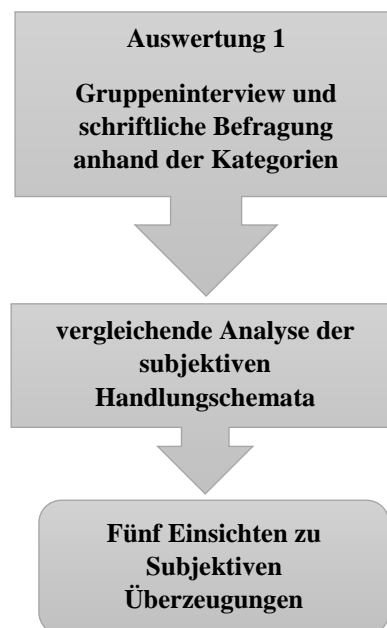 Auswertung 1
Gruppeninterview und
schriftliche Befragung
anhand der Kategorien
vergleichende Analyse der
subjektiven
Handlungschemata
Fünf Einsichten zu
Subjektiven
Überzeugungen